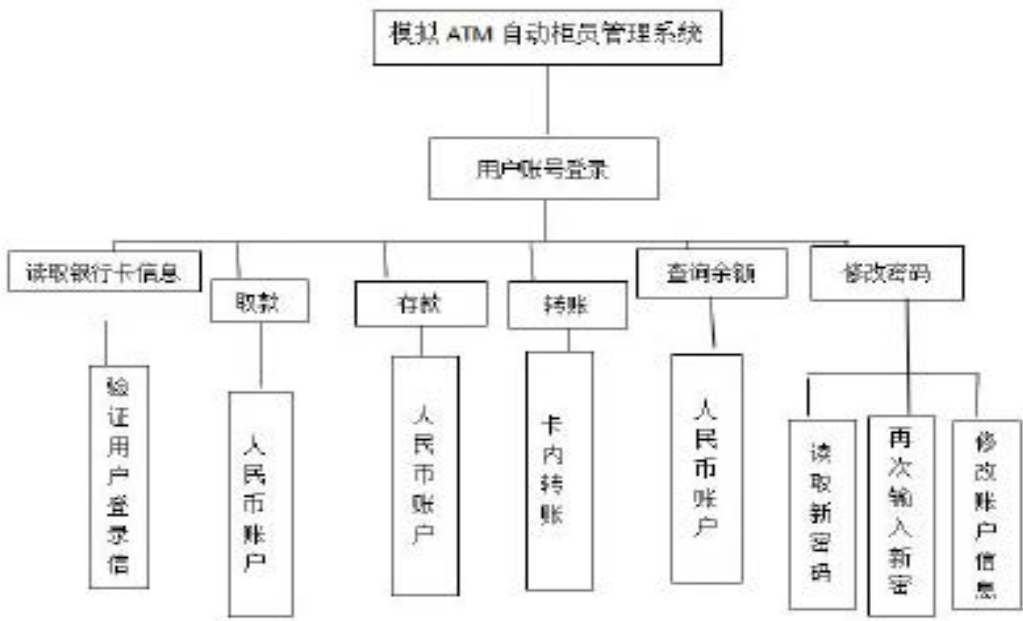 模拟 ATM 自动柜员管理系统
用户账号登录
读取银行卡信息
取款
存款
转账
查询余额
修改密码
验证用户登录信
人民币账户
人民币账户
卡内转账
人民币账户
读取新密码
再次输入新密
修改账户信息